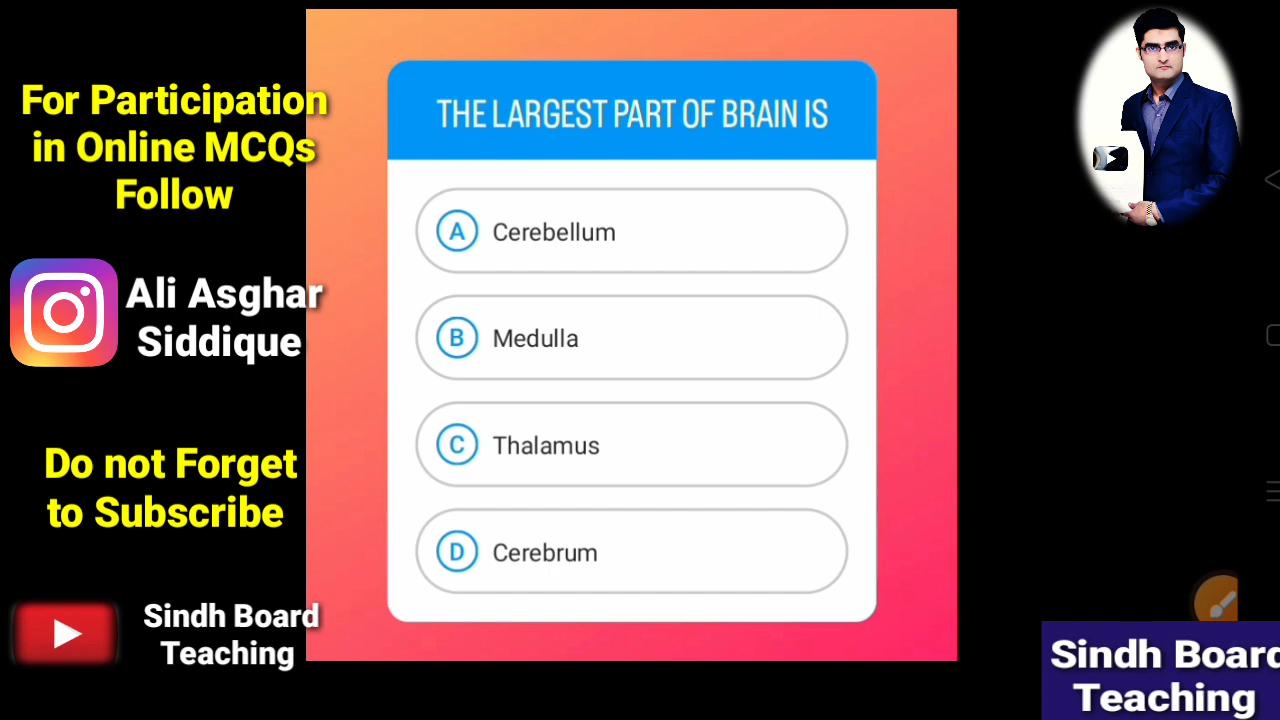 For Participation
in Online MCQs
Follow
Ali Asghar
Siddique
Do not Forget
to Subscribe
Sindh Board
Teaching
THE LARGEST PART OF BRAIN IS
A Cerebellum
B Medulla
C Thalamus
D Cerebrum
Sindh Board
Teaching